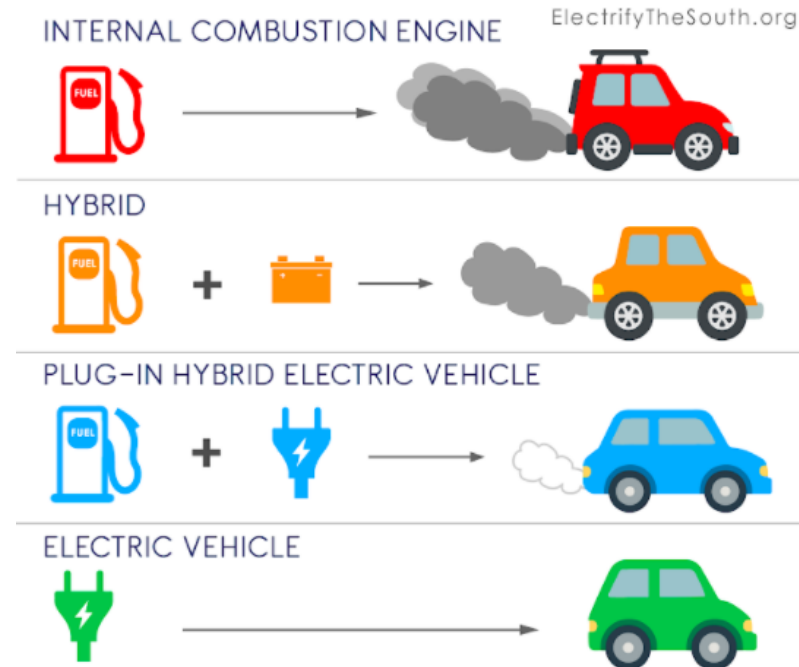 ElectrifyTheSouth.org
INTERNAL COMBUSTION ENGINE
FUEL
HYBRID
FUEL
+
+ -
PLUG-IN HYBRID ELECTRIC VEHICLE
FUEL
+
ELECTRIC VEHICLE